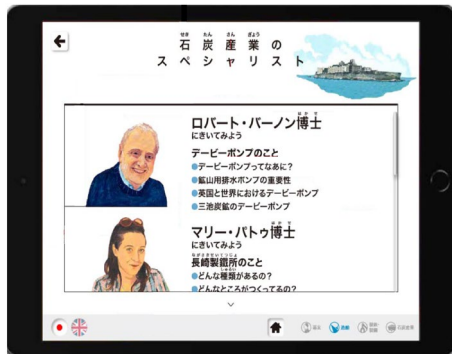 石炭産業の
スペシャリスト
ロバート・バーノン博士
にきいてみよう
デービーポンプのこと
●デービーポンプってなあに？
●鉱山用排水ポンプの重要性
●英国と世界におけるデービーポンプ
●三池炭鉱のデービーポンプ
マリー・パトゥ博士
にきいてみよう
長崎製鐵所のこと
●どんな種類があるの？
●どんなところがつくってるの？